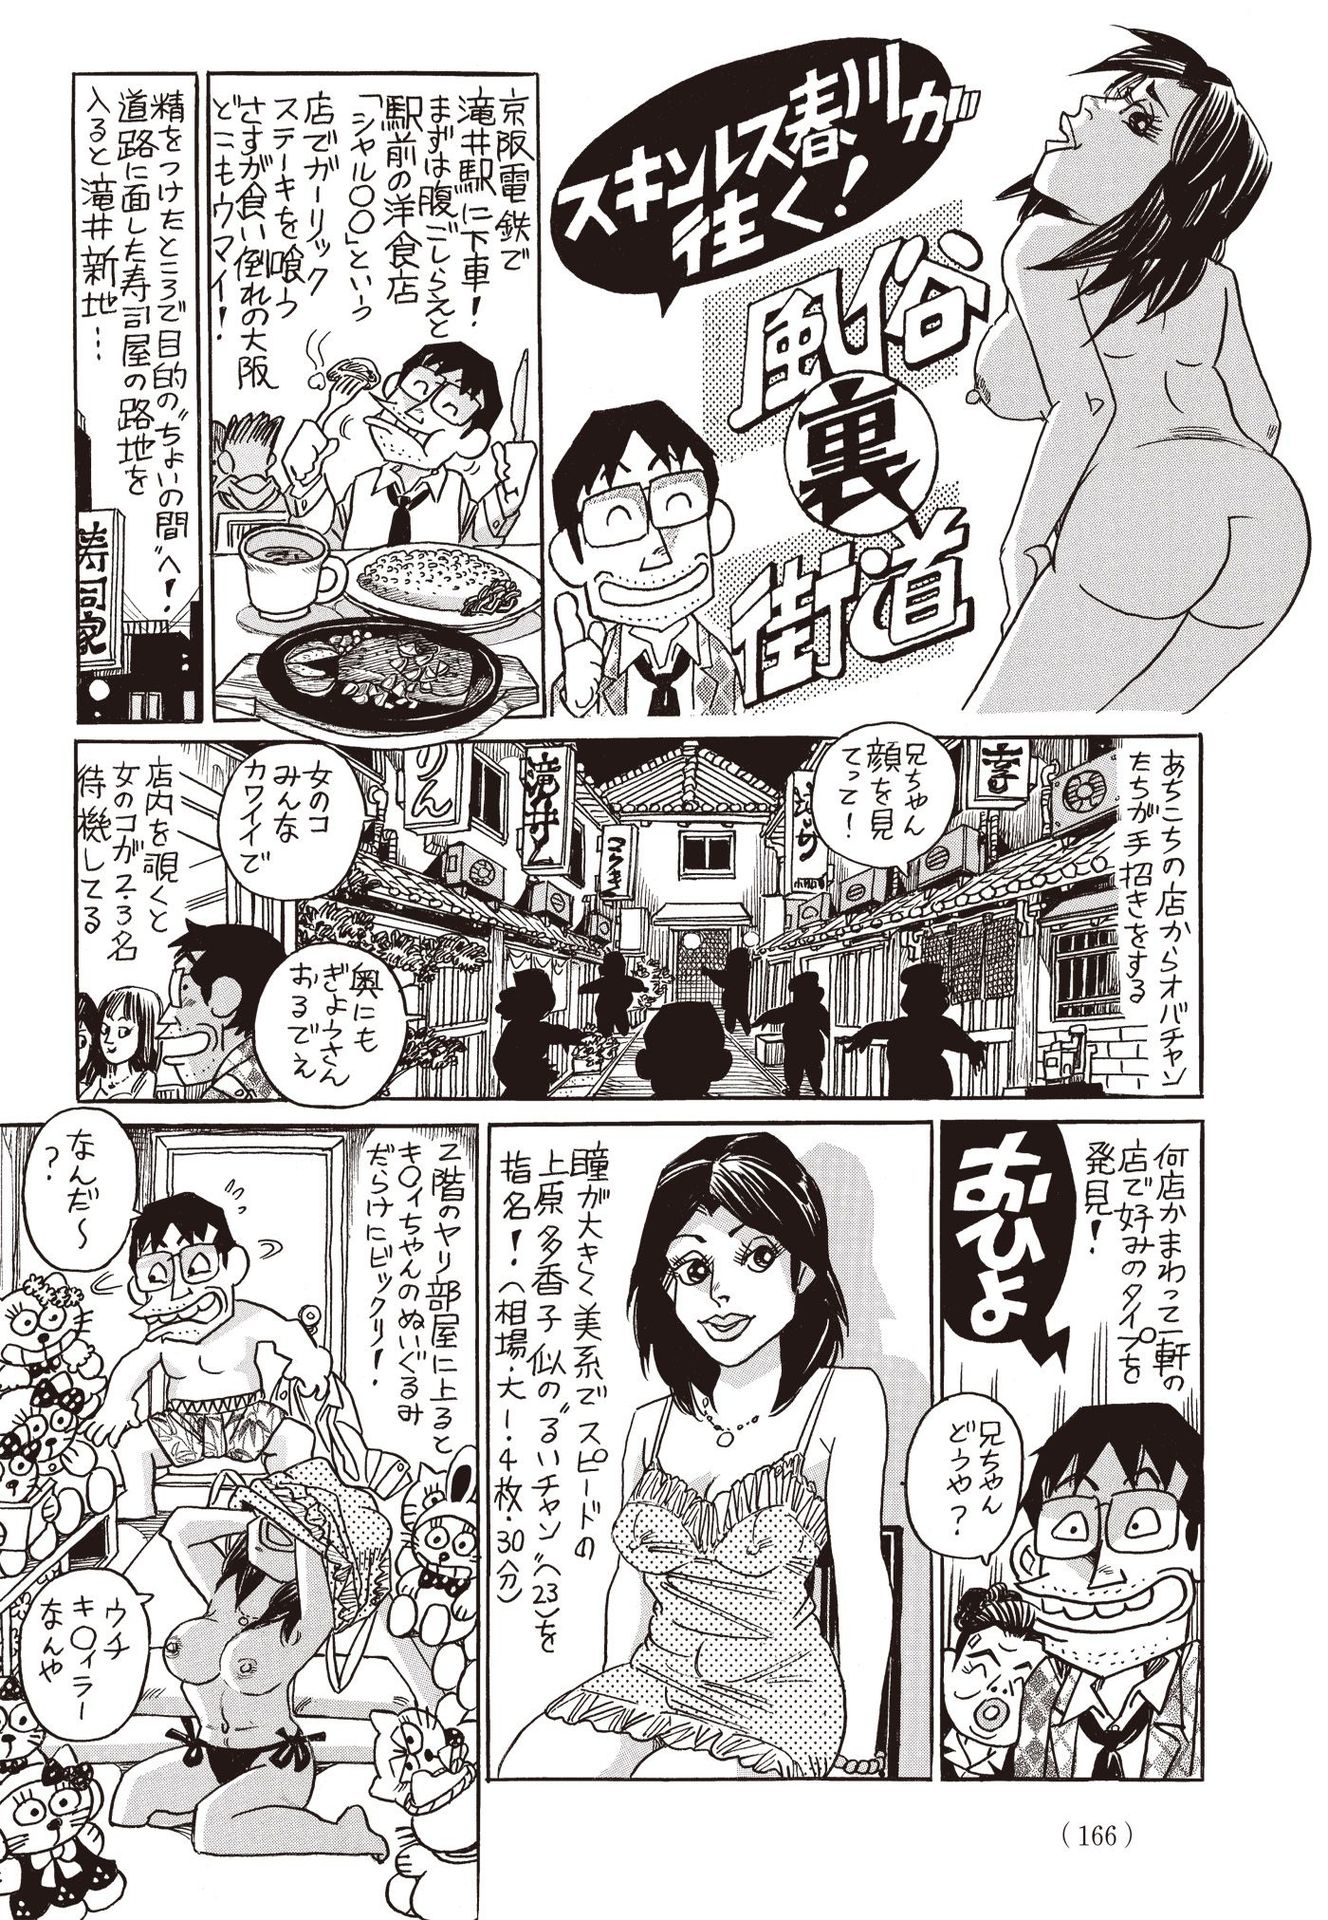 スキンレス春川が
往く！
風俗
裏
街道
京阪電鉄で
滝井駅に下車！
まずは腹ごしらえと
駅前の洋食店
「シャル〇〇」という
店でガーリック
ステーキを喰う
さすが食い倒れの大阪
どこもウマイ！
精をつけたところで目的の〝ちょいの間〟へ！
道路に面した寿司屋の路地を
入ると滝井新地…
寿司家
あちこちの店からオバチャン
たちが手招きをする
幸
兄ちゃん
顔を見
てって！
滝井
りん
女のコ
みんな
カワイイで
奥にも
ぎょうさん
おるでェ
店内を覗くと
女のコが2.3名
待機してる
何店かまわって一軒の
店で好みのタイプを
発見！
おひょ
兄ちゃん
どうや？
瞳が大きく美系でスピードの
上原多香子似の〝るいチャン〟〈23〉を
指名！〈相場・大一.4枚・30分〉
二階のヤリ部屋に上ると
キ〇ィちゃんのぬいぐるみ
だらけにビックリ！
なんだ〜
？
ウチ
キ〇ィラー
なんや
（166）